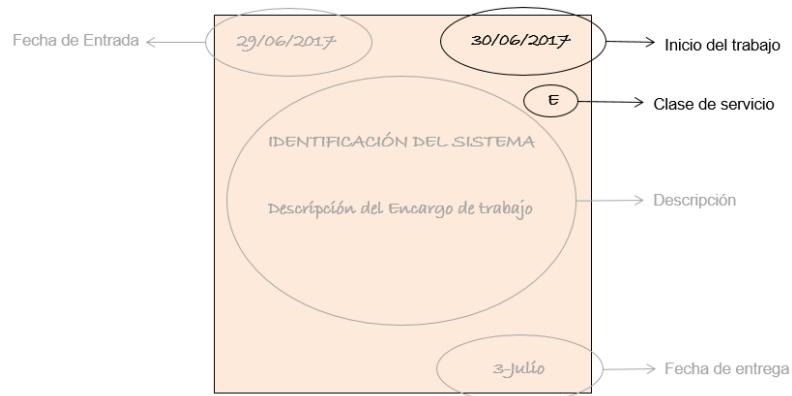 Fecha de Entrada
29/06/2017
30/06/2017
Inicio del trabajo
E
Clase de servicio
IDENTIFICACIÓN DEL SISTEMA
Descripción del Encargo de trabajo
Descripción
3-Julio
Fecha de entrega